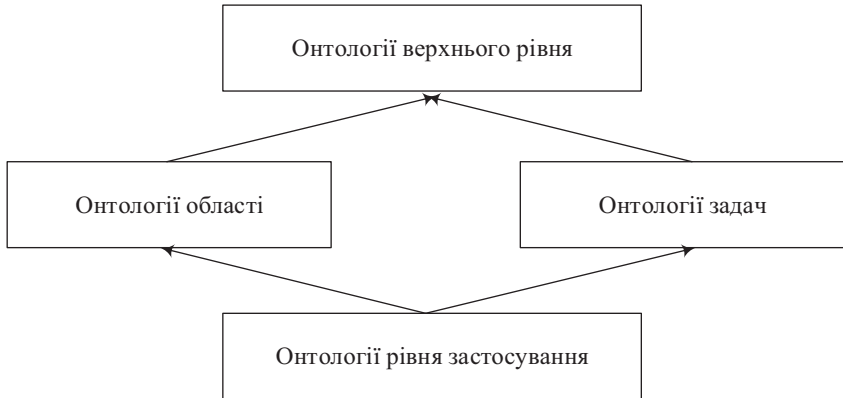 Онтології верхнього рівня
Онтології області
Онтології задач
Онтології рівня застосування